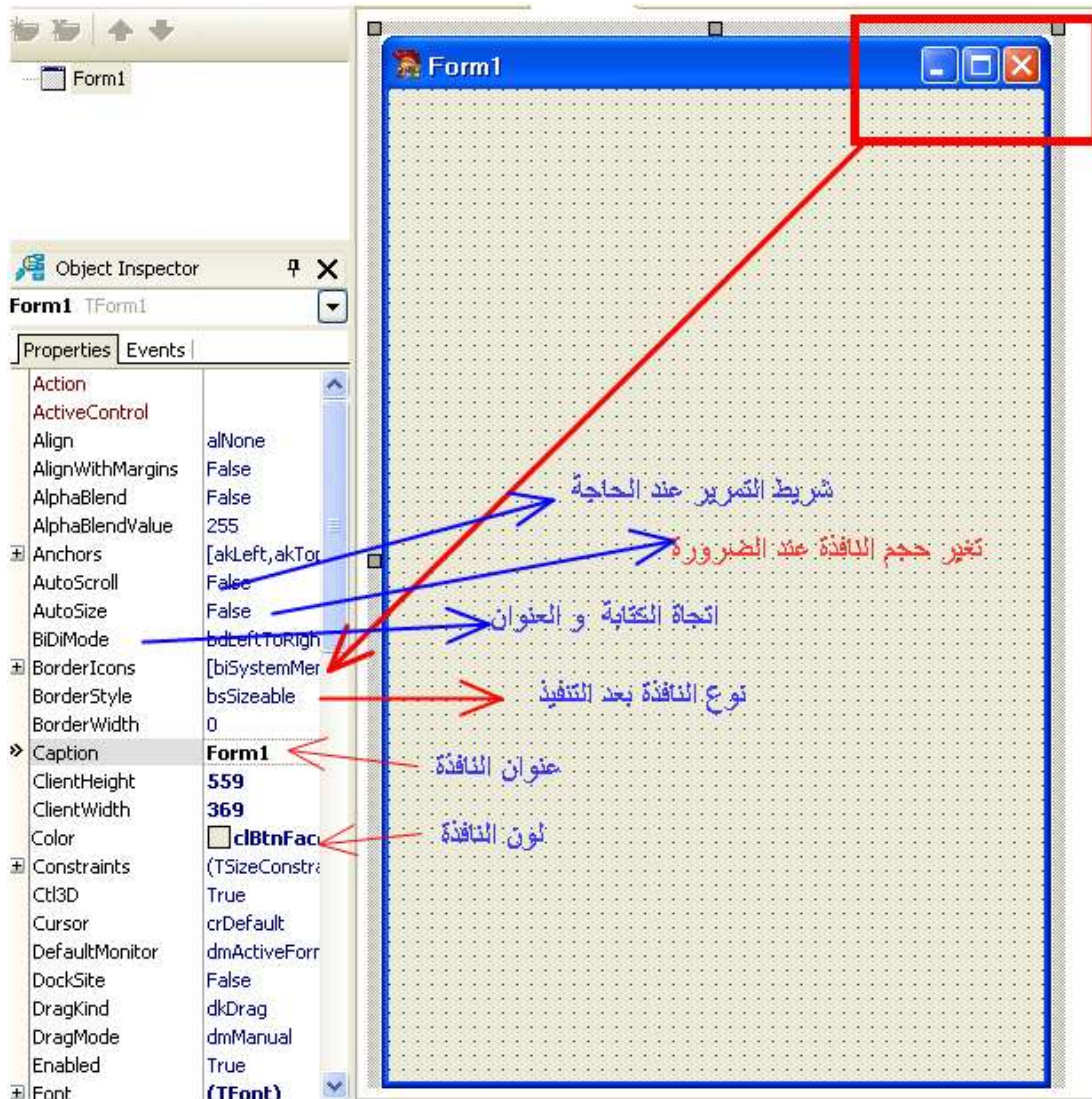 Form1
Form1
Object Inspector
Form1 TForm1
Properties Events
Action
ActiveControl
Align alNone
AlignWithMargins False
AlphaBlend False
AlphaBlendValue 255
Anchors [akLeft,akTop
AutoScroll False
AutoSize False
BiDiMode bdLeftToRigh
BorderIcons [biSystemMer
BorderStyle bsSizeable
BorderWidth 0
Caption Form1
ClientHeight 559
ClientWidth 369
Color clBtnFac
Constraints (TSizeConstra
Ctl3D True
Cursor crDefault
DefaultMonitor dmActiveForr
DockSite False
DragKind dkDrag
DragMode dmManual
Enabled True
Font (TFont)
شريط التمرير عند الحاجة
تغير حجم النافذة عند الضرورة
اتجاة الكتابة و العنوان
نوع النافذة بعد التنفيذ
عنوان النافذة
لون النافذة